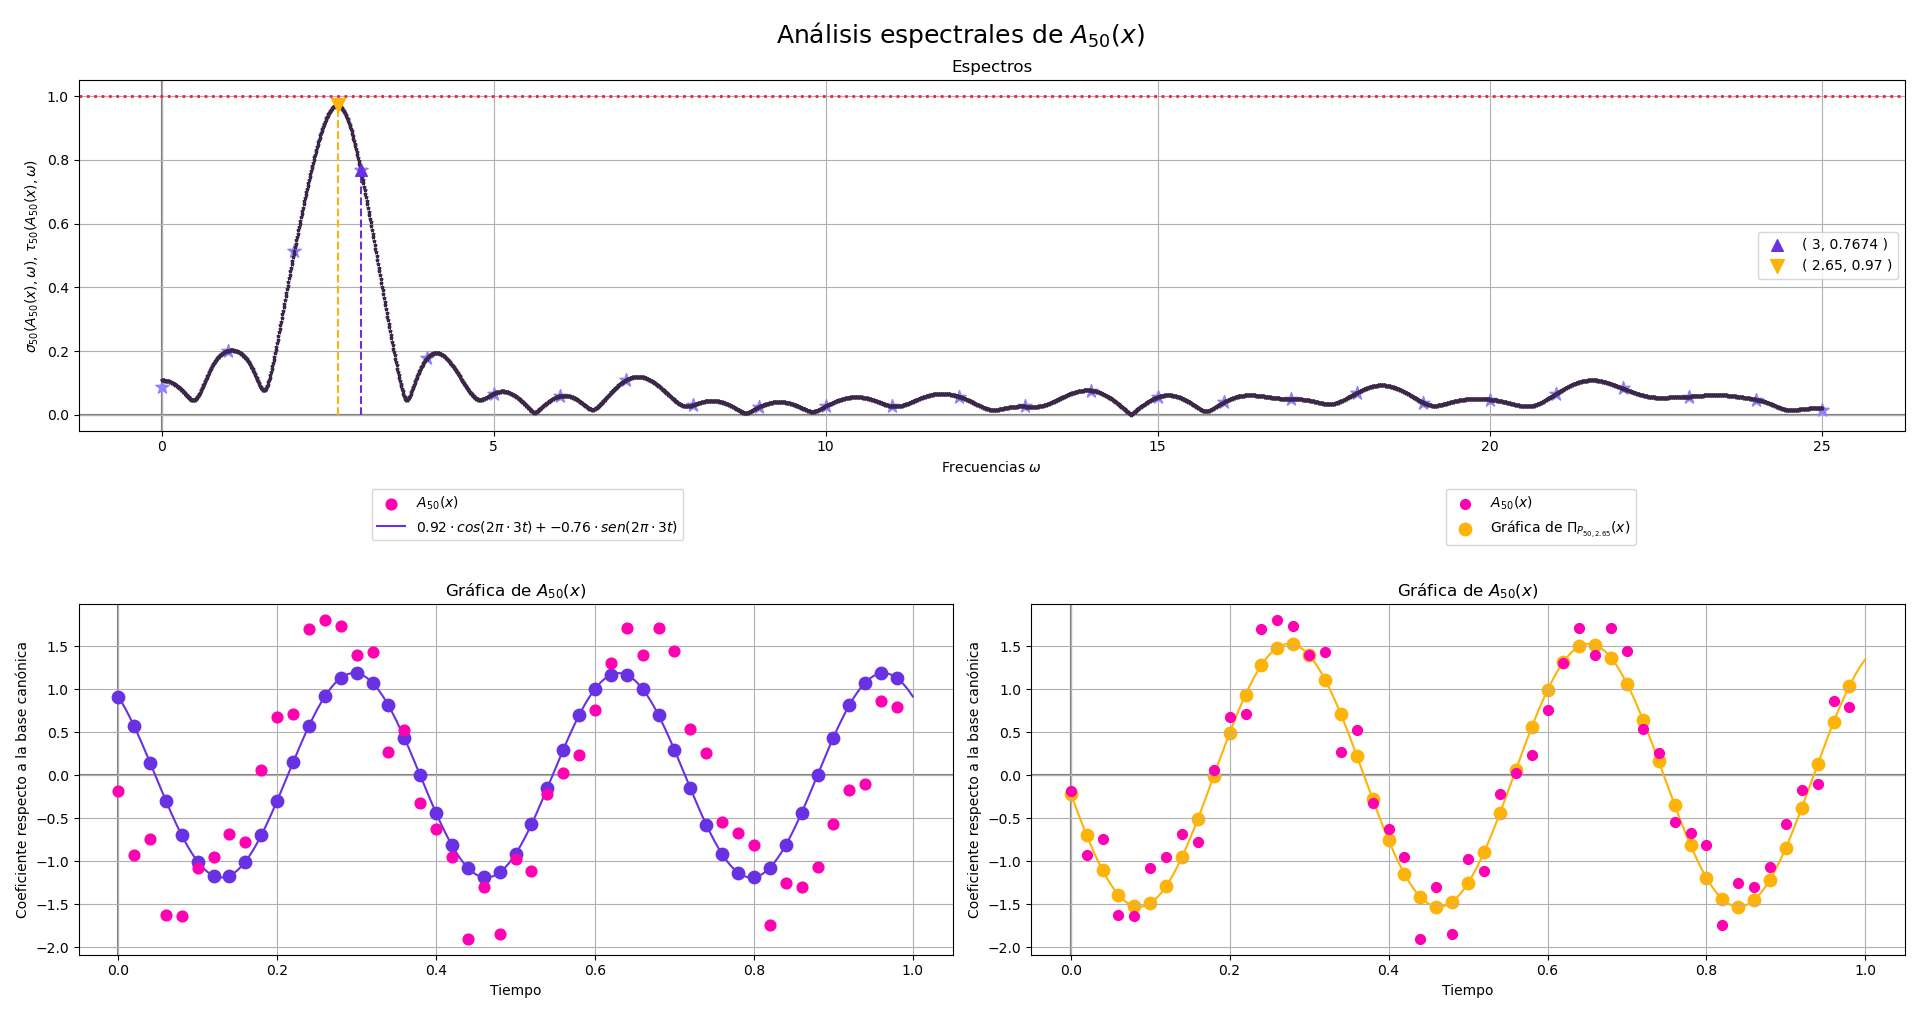 Análisis espectrales de A₅₀(x)
Espectros
σ₅₀(A₅₀(x), ω), τ₅₀(A₅₀(x), ω)
1.0
0.8
0.6
0.4
0.2
0.0
( 3, 0.7674 )
( 2.65, 0.97 )
0 5 10 15 20 25
Frecuencias ω
A₅₀(x)
0.92 · cos(2π · 3t) + −0.76 · sen(2π · 3t)
A₅₀(x)
Gráfica de Π_{P_{50, 2.65}}(x)
Gráfica de A₅₀(x)
Coeficiente respecto a la base canónica
1.5
1.0
0.5
0.0
−0.5
−1.0
−1.5
−2.0
0.0 0.2 0.4 0.6 0.8 1.0
Tiempo
Gráfica de A₅₀(x)
Coeficiente respecto a la base canónica
1.5
1.0
0.5
0.0
−0.5
−1.0
−1.5
−2.0
0.0 0.2 0.4 0.6 0.8 1.0
Tiempo